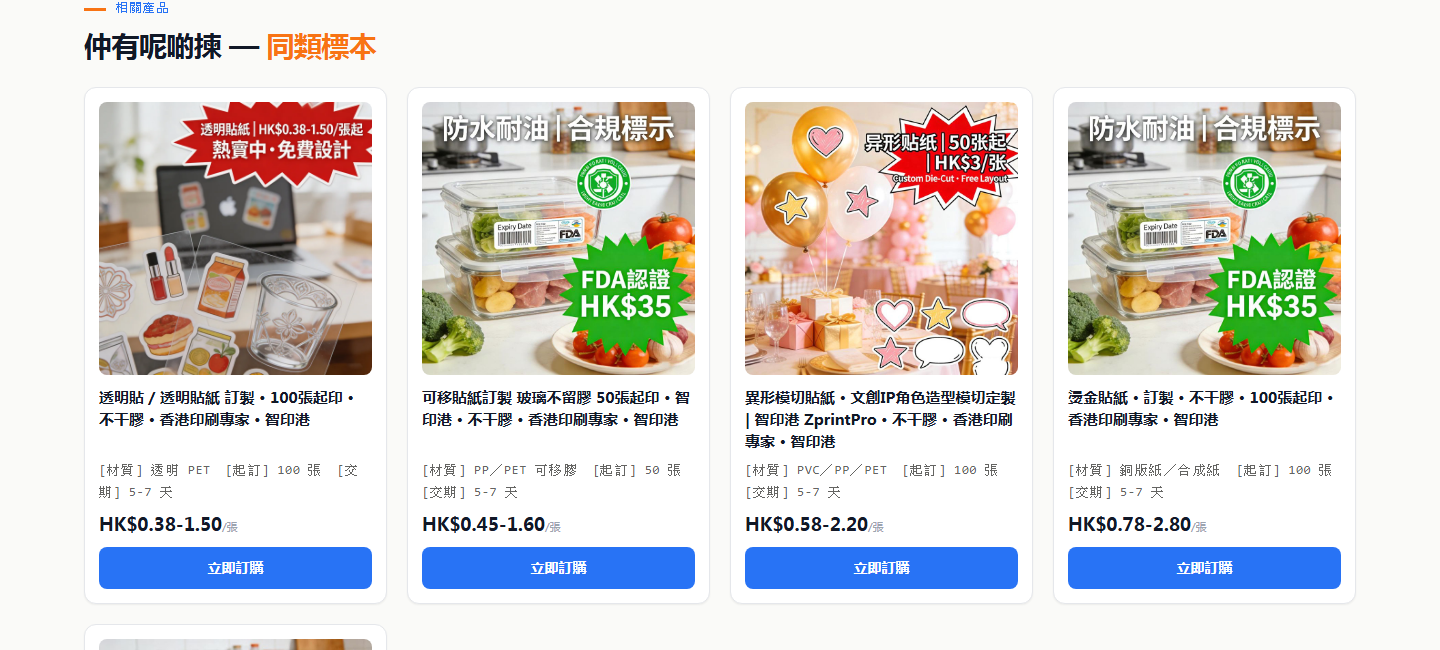 相關產品
仲有呢啲揀 — 同類標本
透明貼紙 | HK$0.38-1.50/張起
熱賣中·免費設計
防水耐油 | 合規標示
Expiry Date
FDA
FDA認證
HK$35
异形贴纸 | 50张起
| HK$3/张
Custom Die-Cut · Free Layout
防水耐油 | 合規標示
Expiry Date
FDA
FDA認證
HK$35
透明貼 / 透明貼紙 訂製・100張起印・
不干膠・香港印刷專家・智印港
可移貼紙訂製 玻璃不留膠 50張起印・智
印港・不干膠・香港印刷專家・智印港
異形模切貼紙・文創IP角色造型模切定製
| 智印港 ZprintPro・不干膠・香港印刷
專家・智印港
燙金貼紙・訂製・不干膠・100張起印・
香港印刷專家・智印港
[材質] 透明 PET [起訂] 100 張 [交
期] 5-7 天
[材質] PP／PET 可移膠 [起訂] 50 張
[交期] 5-7 天
[材質] PVC／PP／PET [起訂] 100 張
[交期] 5-7 天
[材質] 銅版紙／合成紙 [起訂] 100 張
[交期] 5-7 天
HK$0.38-1.50/張
HK$0.45-1.60/張
HK$0.58-2.20/張
HK$0.78-2.80/張
立即訂購
立即訂購
立即訂購
立即訂購